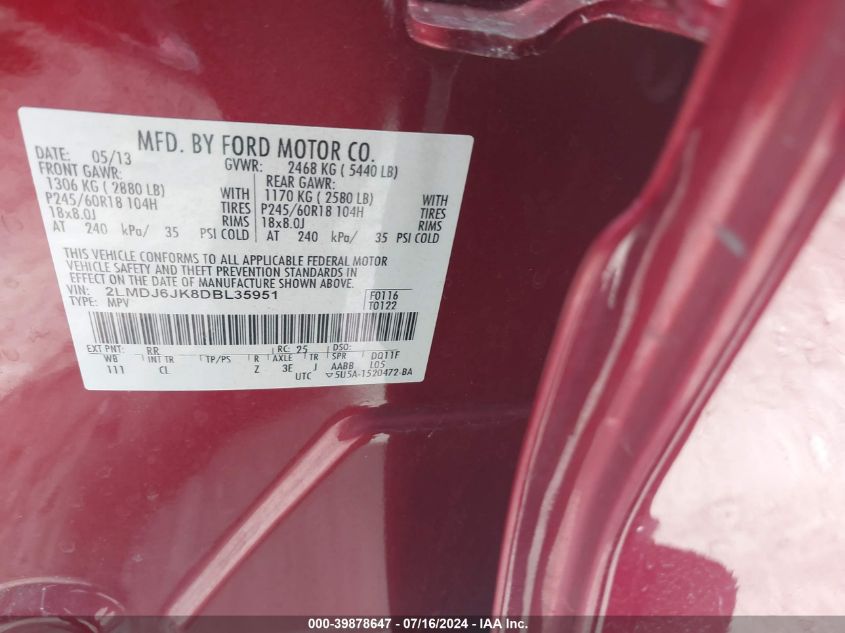 MFD. BY FORD MOTOR CO.
DATE: 05/13 GVWR: 2468 KG ( 5440 LB)
FRONT GAWR: REAR GAWR:
1306 KG ( 2880 LB) WITH 1170 KG ( 2580 LB) WITH
P245/60R18 104H TIRES P245/60R18 104H TIRES
18x8.0J RIMS 18x8.0J RIMS
AT 240 kPa/ 35 PSI COLD AT 240 kPa/ 35 PSI COLD
THIS VEHICLE CONFORMS TO ALL APPLICABLE FEDERAL MOTOR
VEHICLE SAFETY AND THEFT PREVENTION STANDARDS IN
EFFECT ON THE DATE OF MANUFACTURE SHOWN ABOVE.
VIN: 2LMDJ6JK8DBL35951 F0116
TYPE: MPV T0122
EXT PNT: RR RC: 25 DSO:
WB INT TR TP/PS R AXLE TR SPR DQ11F
111 CL Z 3E J AABB L05
UTC 5U5A-1520472-BA
000-39878647 / 07/16/2024 - IAA Inc.